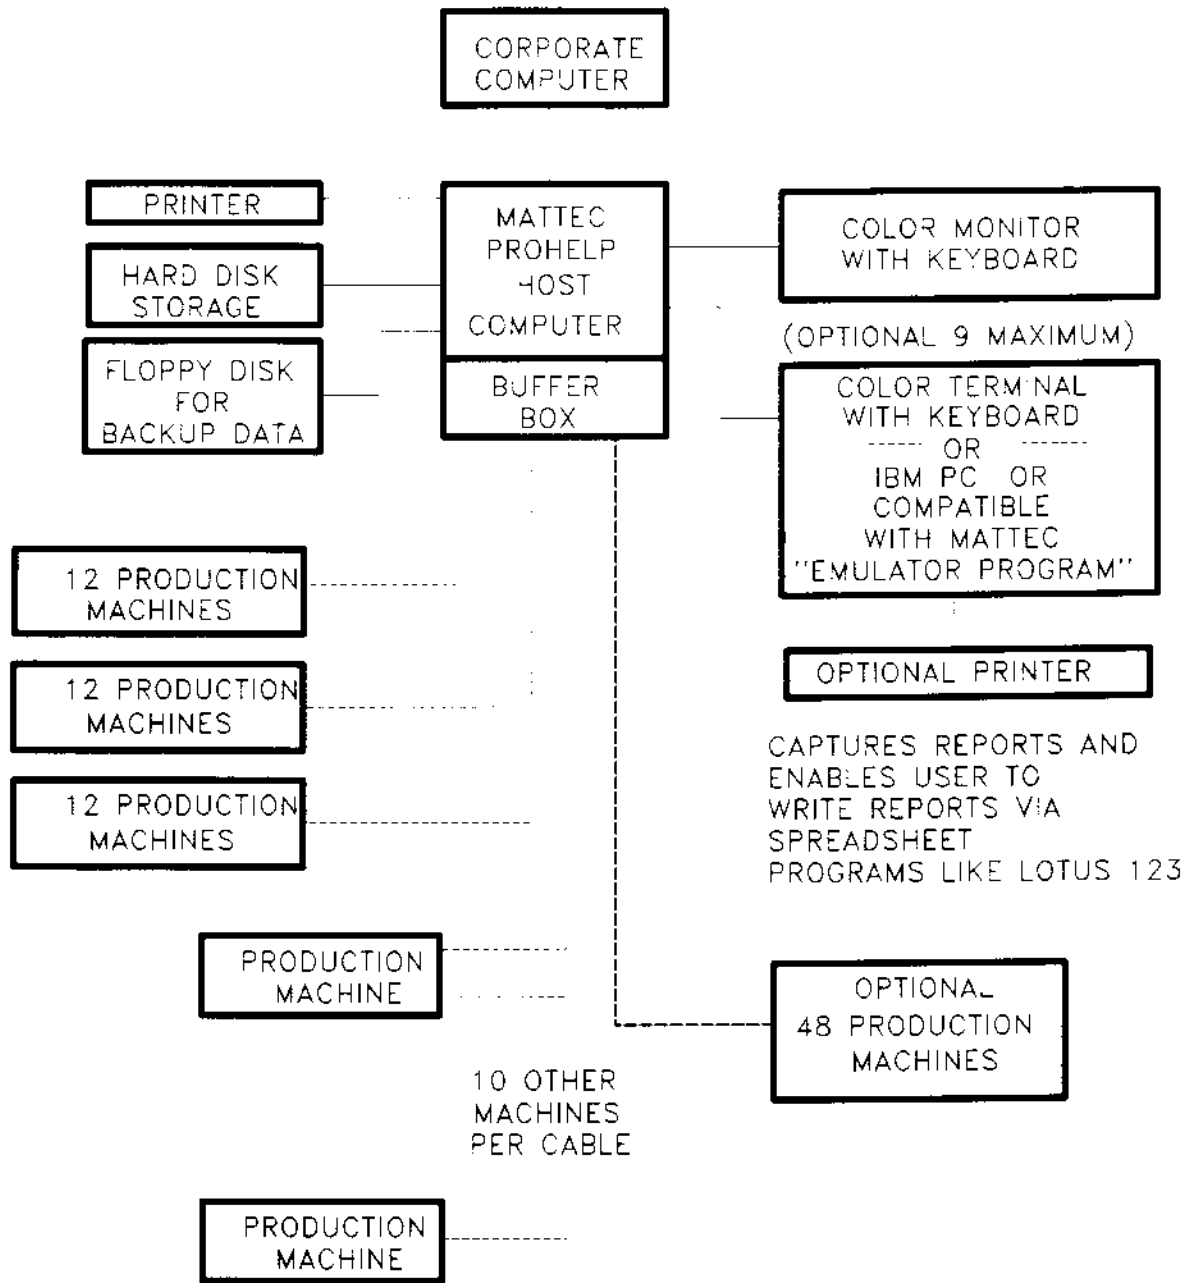 CORPORATE
COMPUTER
PRINTER
HARD DISK
STORAGE
FLOPPY DISK
FOR
BACKUP DATA
MATTEC
PROHELP
HOST
COMPUTER
BUFFER
BOX
COLOR MONITOR
WITH KEYBOARD
(OPTIONAL 9 MAXIMUM)
COLOR TERMINAL
WITH KEYBOARD
OR
IBM PC OR
COMPATIBLE
WITH MATTEC
"EMULATOR PROGRAM"
OPTIONAL PRINTER
CAPTURES REPORTS AND
ENABLES USER TO
WRITE REPORTS VIA
SPREADSHEET
PROGRAMS LIKE LOTUS 123
12 PRODUCTION
MACHINES
12 PRODUCTION
MACHINES
12 PRODUCTION
MACHINES
PRODUCTION
MACHINE
10 OTHER
MACHINES
PER CABLE
PRODUCTION
MACHINE
OPTIONAL
48 PRODUCTION
MACHINES